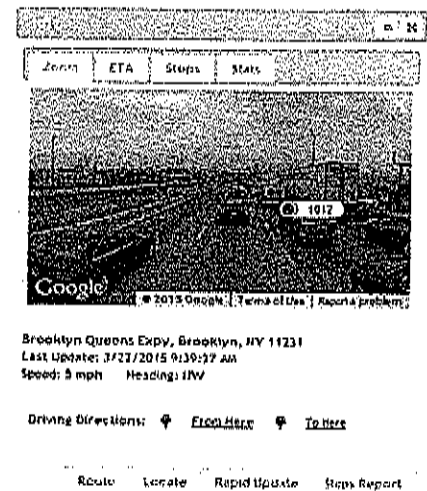 Zoom ETA Stops Stats
1017
Google
© 2015 Google Terms of Use Report a problem
Brooklyn Queens Expy, Brooklyn, NY 11231
Last Update: 3/27/2015 9:39:37 AM
Speed: 5 mph Heading: NW
Driving Directions: From Here To Here
Route Locate Rapid Update Stops Report